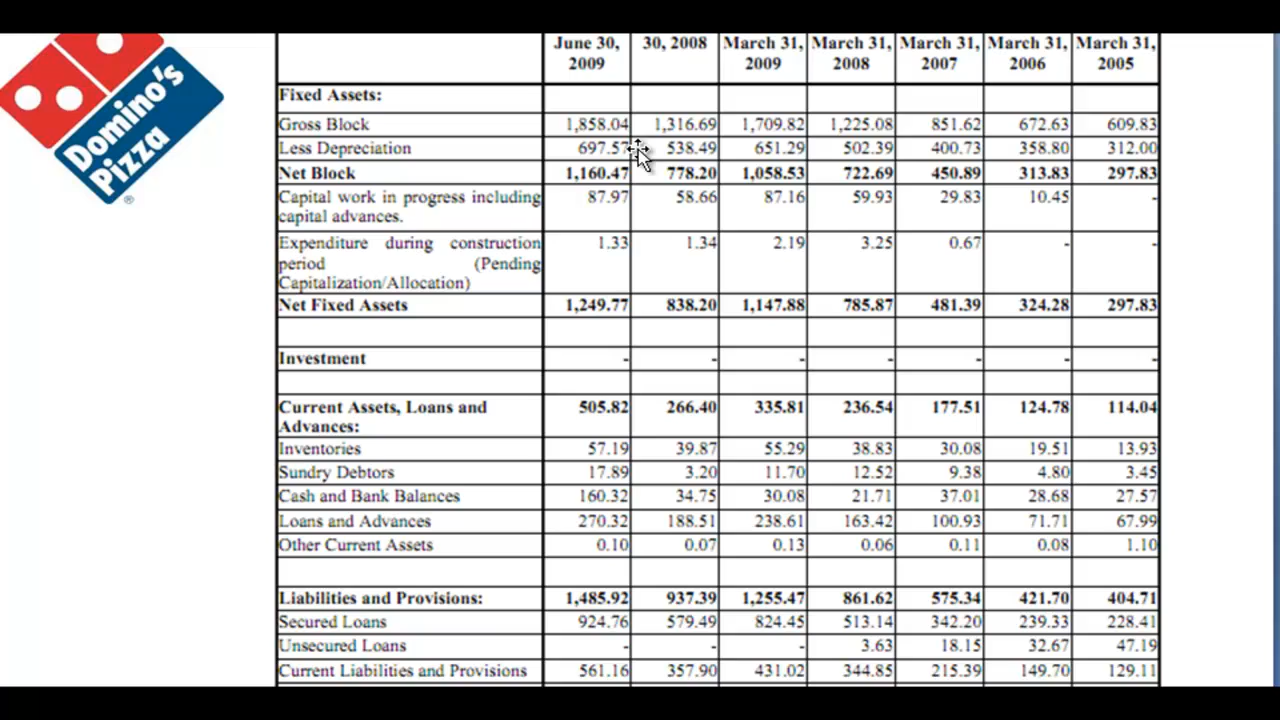 Domino's
Pizza
®
June 30, 30, 2008 March 31, March 31, March 31, March 31, March 31,
2009 2009 2008 2007 2006 2005
Fixed Assets:
Gross Block 1,858.04 1,316.69 1,709.82 1,225.08 851.62 672.63 609.83
Less Depreciation 697.57 538.49 651.29 502.39 400.73 358.80 312.00
Net Block 1,160.47 778.20 1,058.53 722.69 450.89 313.83 297.83
Capital work in progress including 87.97 58.66 87.16 59.93 29.83 10.45 -
capital advances.
Expenditure during construction 1.33 1.34 2.19 3.25 0.67 - -
period (Pending
Capitalization/Allocation)
Net Fixed Assets 1,249.77 838.20 1,147.88 785.87 481.39 324.28 297.83
Investment - - - - - - -
Current Assets, Loans and 505.82 266.40 335.81 236.54 177.51 124.78 114.04
Advances:
Inventories 57.19 39.87 55.29 38.83 30.08 19.51 13.93
Sundry Debtors 17.89 3.20 11.70 12.52 9.38 4.80 3.45
Cash and Bank Balances 160.32 34.75 30.08 21.71 37.01 28.68 27.57
Loans and Advances 270.32 188.51 238.61 163.42 100.93 71.71 67.99
Other Current Assets 0.10 0.07 0.13 0.06 0.11 0.08 1.10
Liabilities and Provisions: 1,485.92 937.39 1,255.47 861.62 575.34 421.70 404.71
Secured Loans 924.76 579.49 824.45 513.14 342.20 239.33 228.41
Unsecured Loans - - - 3.63 18.15 32.67 47.19
Current Liabilities and Provisions 561.16 357.90 431.02 344.85 215.39 149.70 129.11